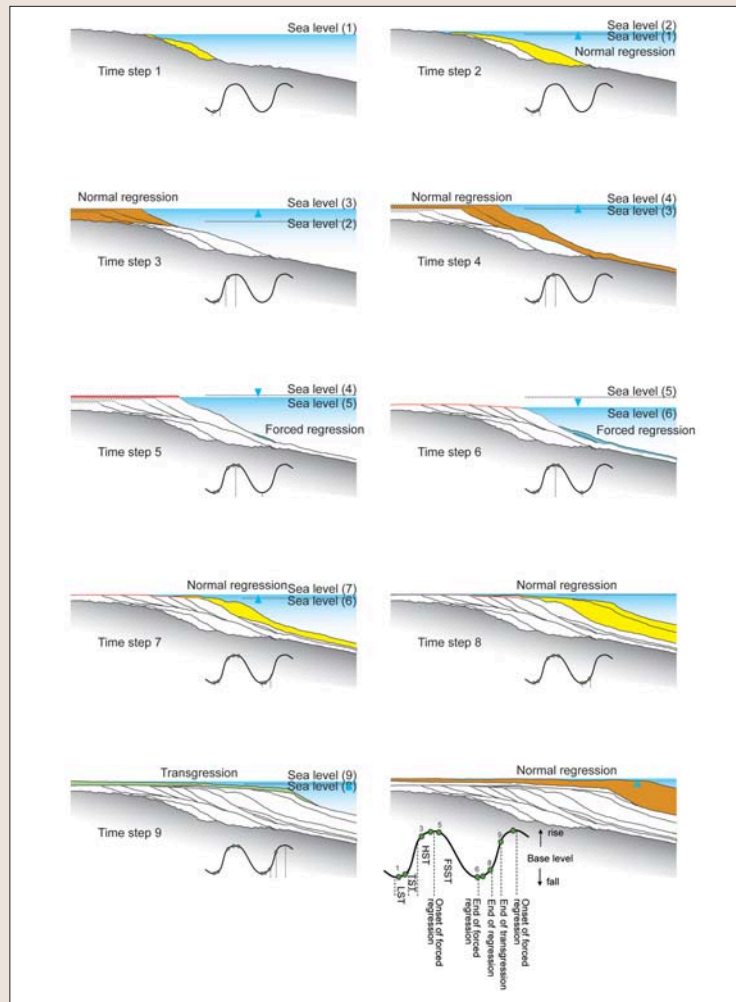 Sea level (1)
Time step 1
Sea level (2)
Sea level (1)
Normal regression
Time step 2
Normal regression
Sea level (3)
Sea level (2)
Time step 3
Normal regression
Sea level (4)
Sea level (3)
Time step 4
Sea level (4)
Sea level (5)
Forced regression
Time step 5
Sea level (5)
Sea level (6)
Forced regression
Time step 6
Normal regression
Sea level (7)
Sea level (6)
Time step 7
Normal regression
Time step 8
Transgression
Sea level (9)
Sea level
Time step 9
Normal regression
1
3
5
6
8
9
LST
TST
HST
FSST
rise
Base level
fall
Onset of forced
regression
End of forced
regression
End of regression
End of transgression
Onset of forced
regression